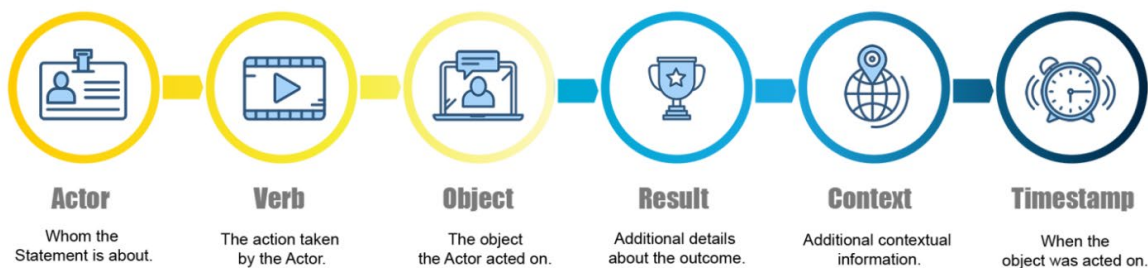 Actor
Whom the
Statement is about.
Verb
The action taken
by the Actor.
Object
The object
the Actor acted on.
Result
Additional details
about the outcome.
Context
Additional contextual
information.
Timestamp
When the
object was acted on.